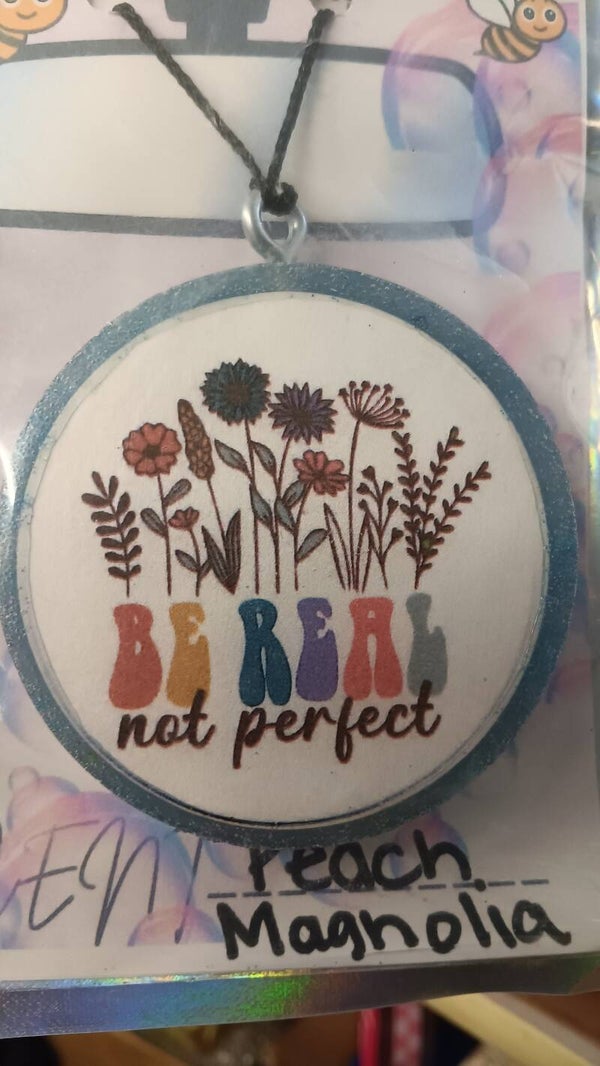 BE REAL
not perfect
Peach
Magnolia